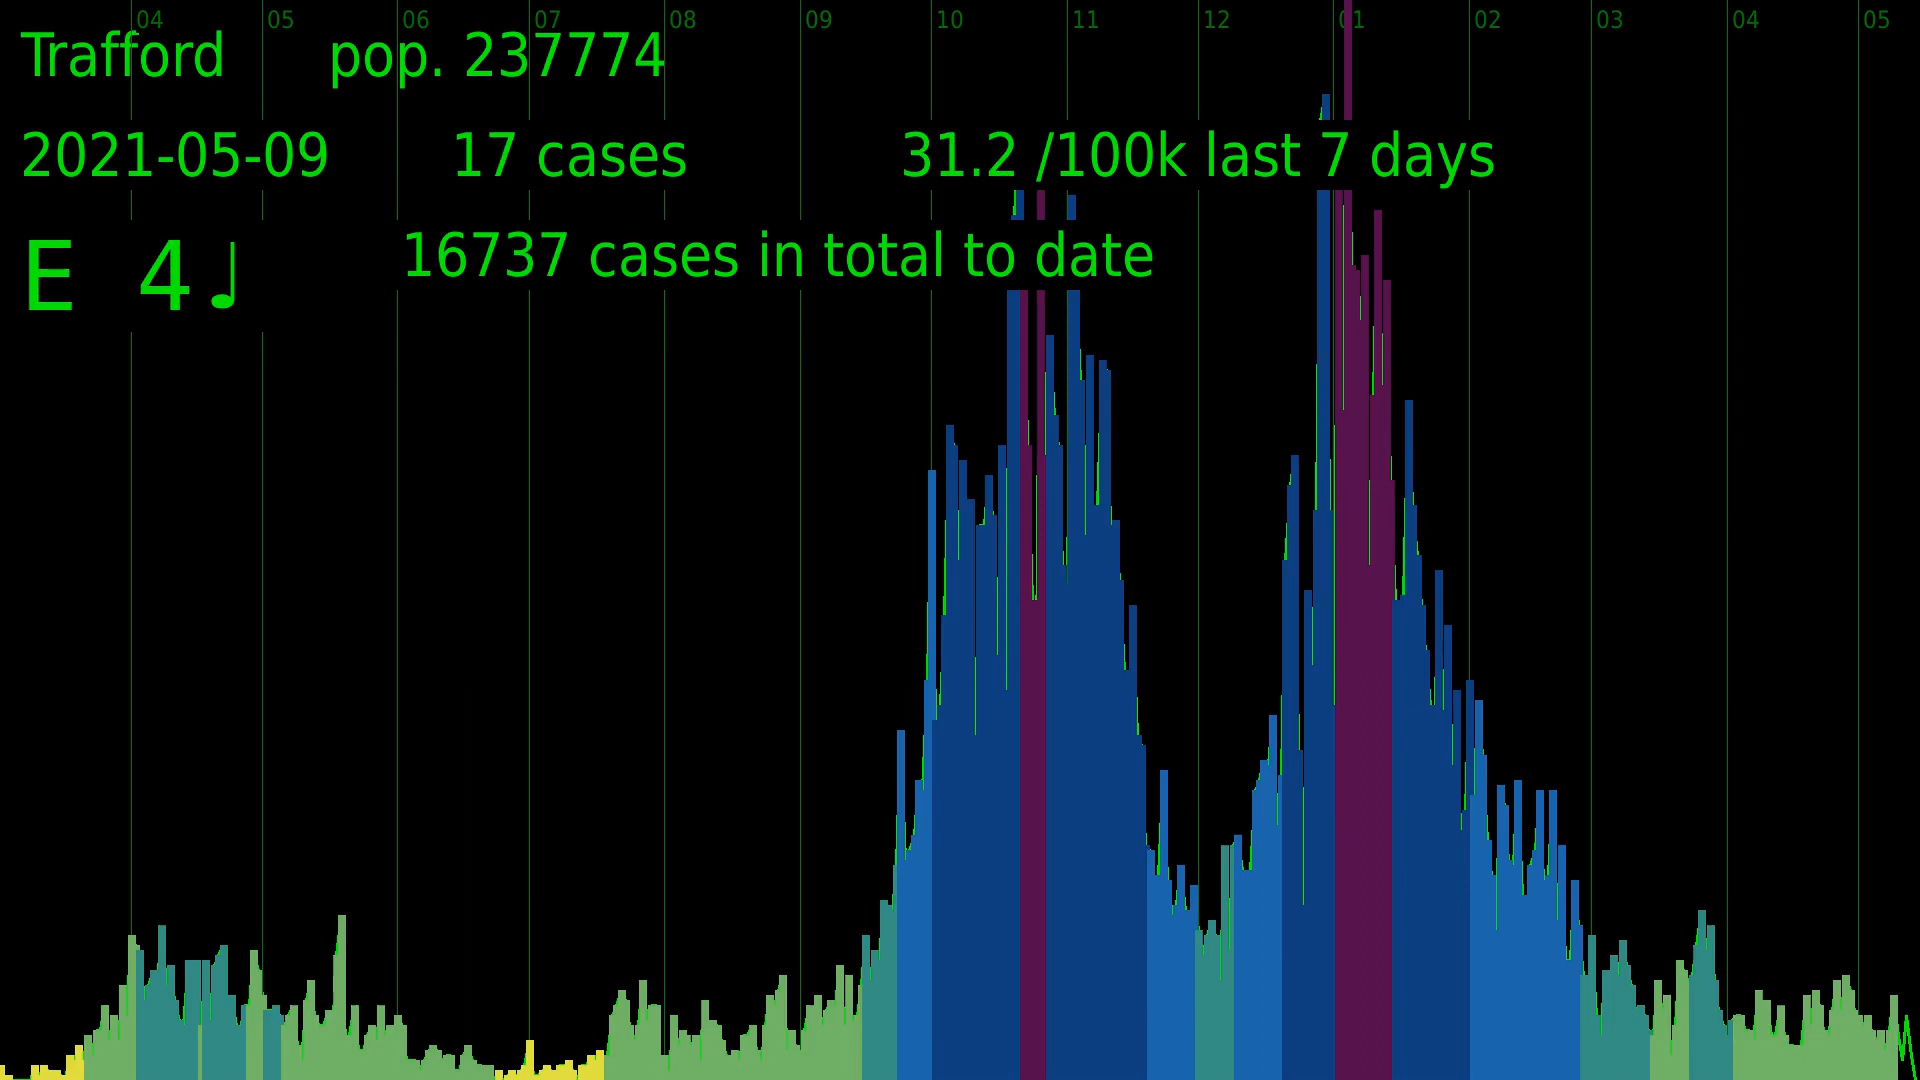 04 05 06 07 08 09 10 11 12 01 02 03 04 05
Trafford pop. 237774
2021-05-09 17 cases 31.2 /100k last 7 days
E 4♩ 16737 cases in total to date